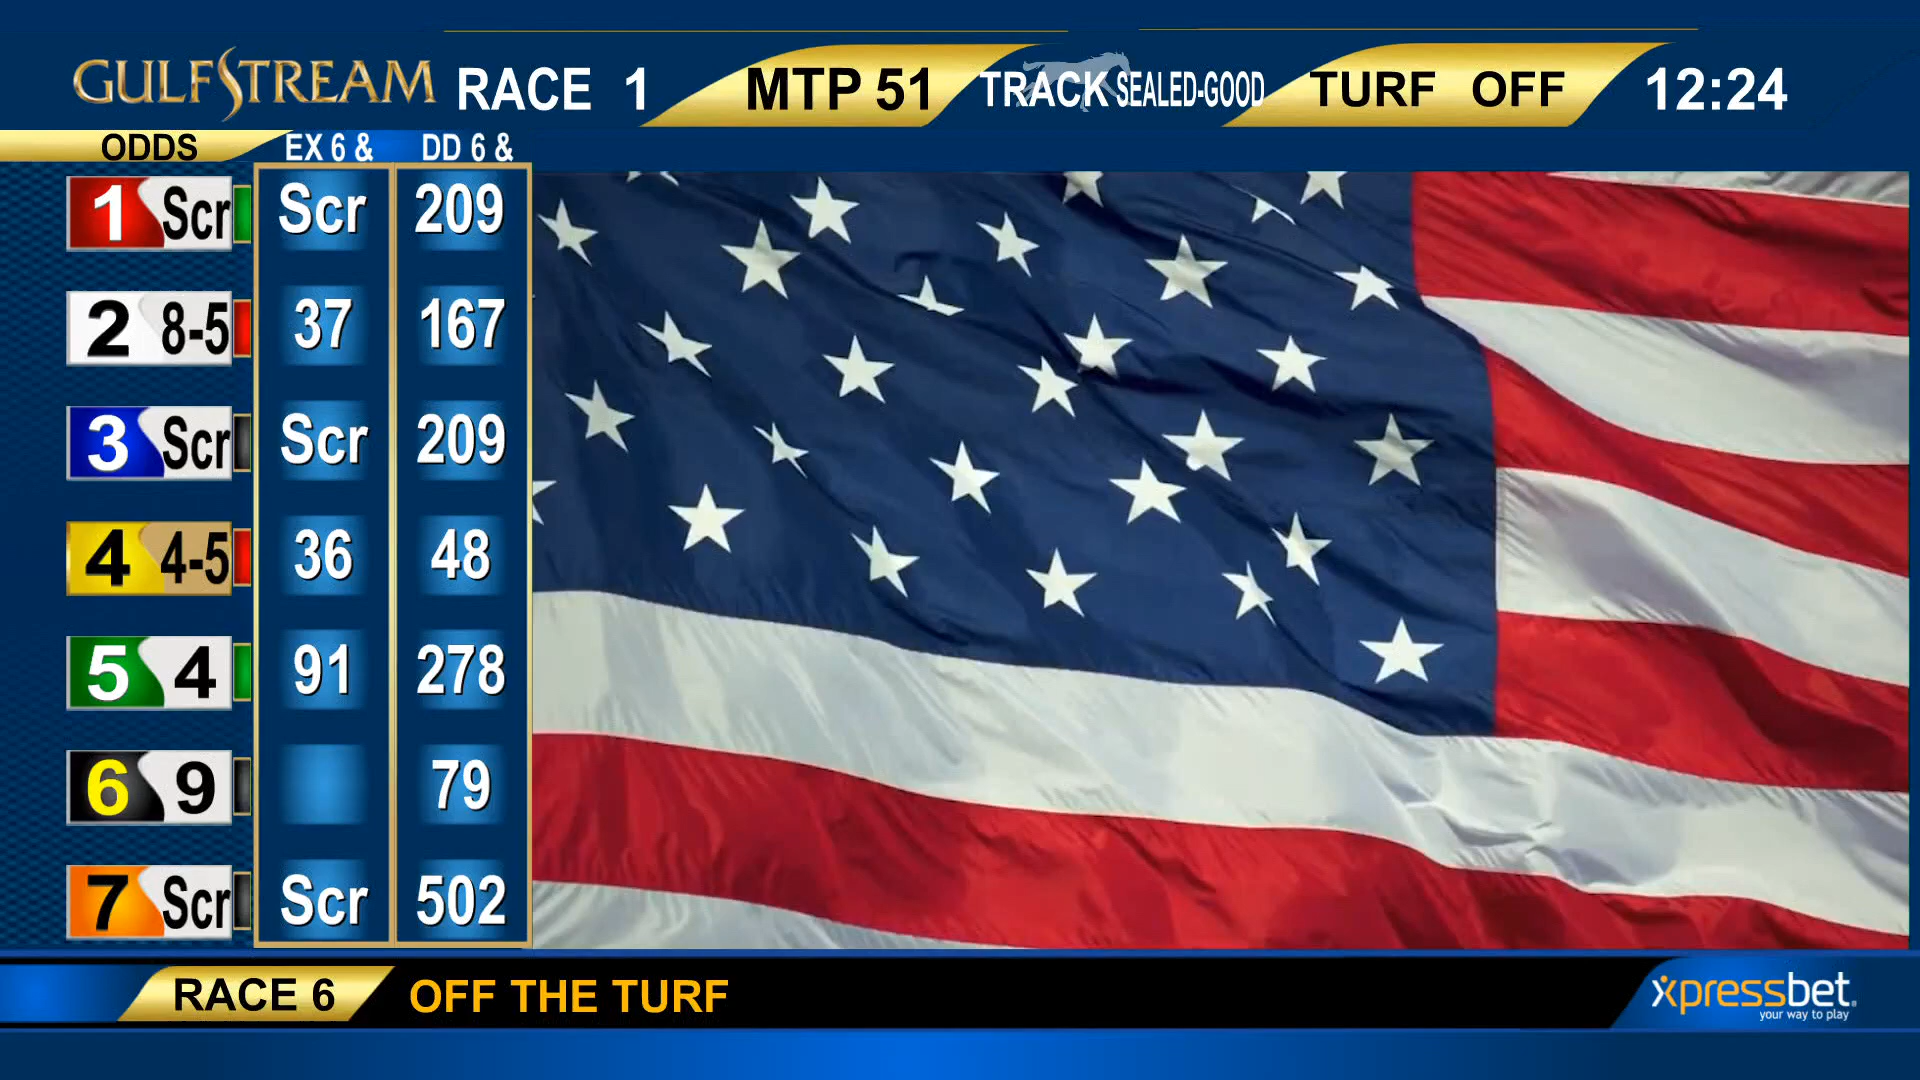 GULFSTREAM RACE 1 MTP 51 TRACK SEALED-GOOD TURF OFF 12:24
ODDS EX 6 & DD 6 &
1 Scr Scr 209
2 8-5 37 167
3 Scr Scr 209
4 4-5 36 48
5 4 91 278
6 9 79
7 Scr Scr 502
RACE 6 OFF THE TURF
xpressbet.
your way to play